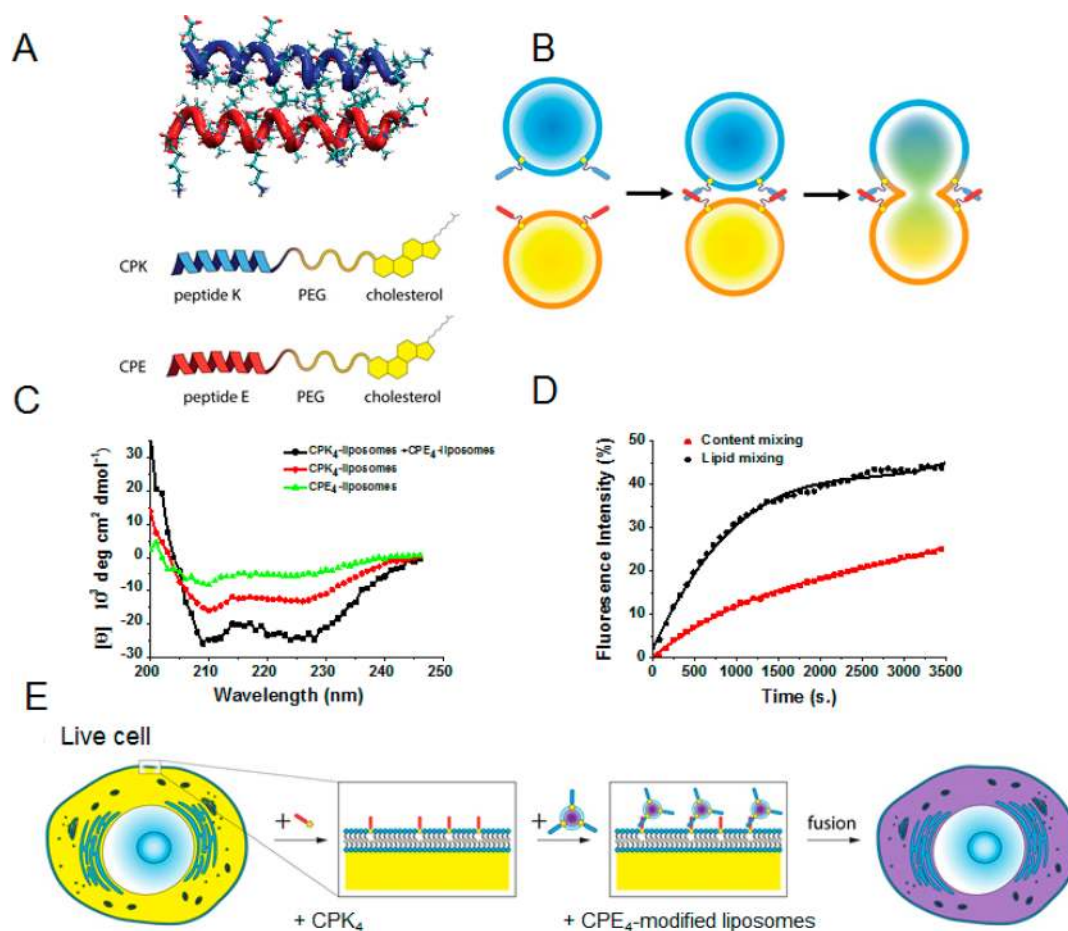 A
B
CPK
peptide K PEG cholesterol
CPE
peptide E PEG cholesterol
C
CPK₄-liposomes +CPE₄-liposomes
CPK₄-liposomes
CPE₄-liposomes
[θ] 10³ deg cm² dmol⁻¹
30
20
10
0
-10
-20
-30
200 210 220 230 240 250
Wavelength (nm)
D
Content mixing
Lipid mixing
Fluorescence Intensity (%)
50
40
30
20
10
0
0 500 1000 1500 2000 2500 3000 3500
Time (s.)
E
Live cell
+
+
fusion
+ CPK₄
+ CPE₄-modified liposomes